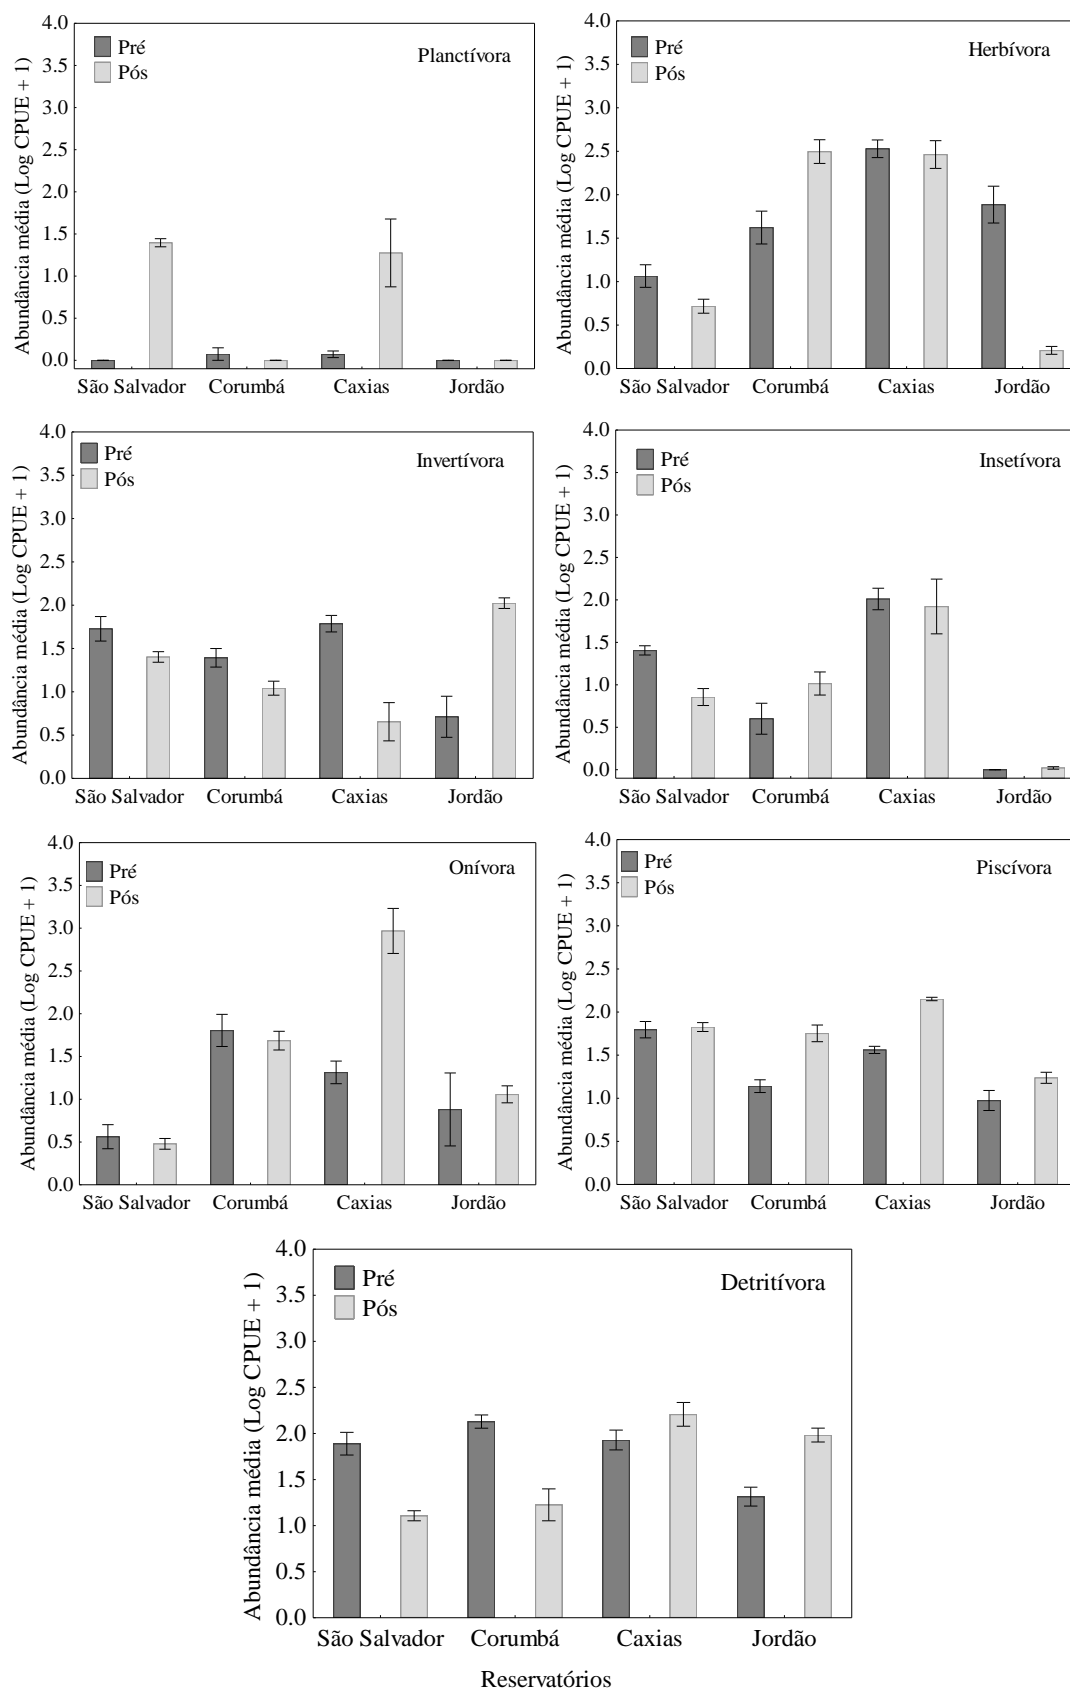 Abundância média (Log CPUE + 1)
4.0
3.5
3.0
2.5
2.0
1.5
1.0
0.5
0.0
Pré
Pós
Planctívora
São Salvador Corumbá Caxias Jordão
Abundância média (Log CPUE + 1)
4.0
3.5
3.0
2.5
2.0
1.5
1.0
0.5
0.0
Pré
Pós
Herbívora
São Salvador Corumbá Caxias Jordão
Abundância média (Log CPUE + 1)
4.0
3.5
3.0
2.5
2.0
1.5
1.0
0.5
0.0
Pré
Pós
Invertívora
São Salvador Corumbá Caxias Jordão
Abundância média (Log CPUE + 1)
4.0
3.5
3.0
2.5
2.0
1.5
1.0
0.5
0.0
Pré
Pós
Insetívora
São Salvador Corumbá Caxias Jordão
Abundância média (Log CPUE + 1)
4.0
3.5
3.0
2.5
2.0
1.5
1.0
0.5
0.0
Pré
Pós
Onívora
São Salvador Corumbá Caxias Jordão
Abundância média (Log CPUE + 1)
4.0
3.5
3.0
2.5
2.0
1.5
1.0
0.5
0.0
Pré
Pós
Piscívora
São Salvador Corumbá Caxias Jordão
Abundância média (Log CPUE + 1)
4.0
3.5
3.0
2.5
2.0
1.5
1.0
0.5
0.0
Pré
Pós
Detritívora
São Salvador Corumbá Caxias Jordão
Reservatórios